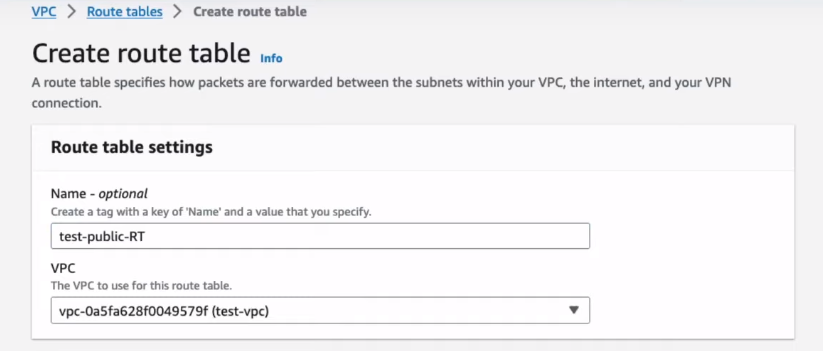 VPC > Route tables > Create route table
Create route table Info
A route table specifies how packets are forwarded between the subnets within your VPC, the internet, and your VPN
connection.
Route table settings
Name - optional
Create a tag with a key of 'Name' and a value that you specify.
test-public-RT
VPC
The VPC to use for this route table.
vpc-0a5fa628f0049579f (test-vpc)